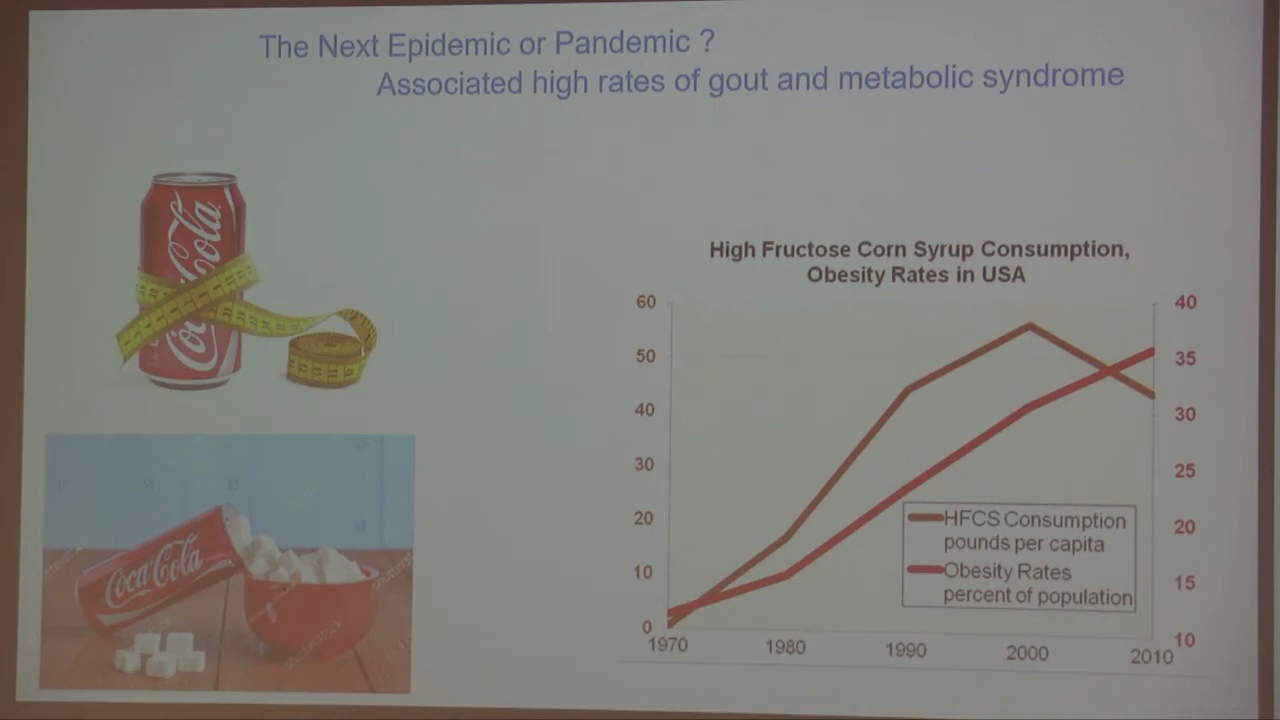 The Next Epidemic or Pandemic ?
Associated high rates of gout and metabolic syndrome
Coca-Cola
High Fructose Corn Syrup Consumption,
Obesity Rates in USA
60
50
40
30
20
10
0
40
35
30
25
20
15
10
HFCS Consumption
pounds per capita
Obesity Rates
percent of population
1970
1980
1990
2000
2010
Coca-Cola